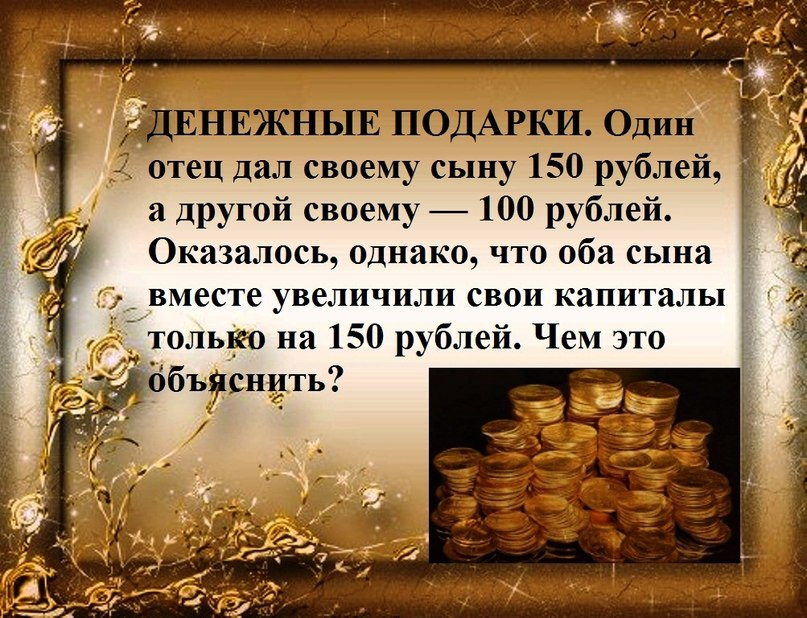 ДЕНЕЖНЫЕ ПОДАРКИ. Один
отец дал своему сыну 150 рублей,
а другой своему — 100 рублей.
Оказалось, однако, что оба сына
вместе увеличили свои капиталы
только на 150 рублей. Чем это
объяснить?